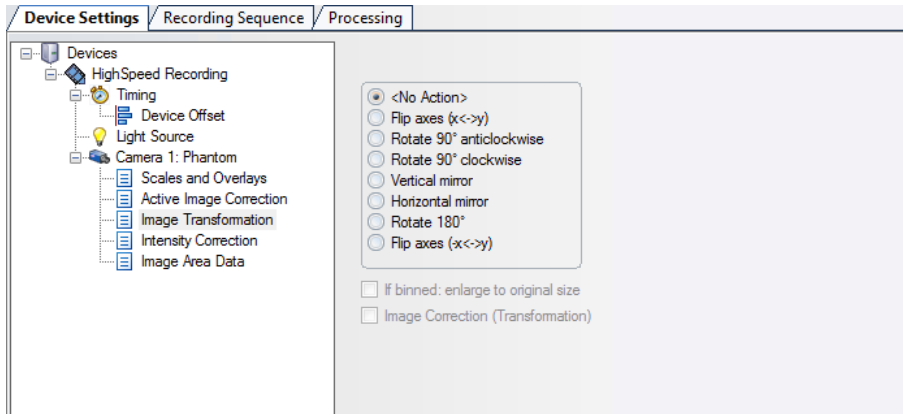 Device Settings
Recording Sequence
Processing
Devices
HighSpeed Recording
Timing
Device Offset
Light Source
Camera 1: Phantom
Scales and Overlays
Active Image Correction
Image Transformation
Intensity Correction
Image Area Data
<No Action>
Flip axes (x<->y)
Rotate 90° anticlockwise
Rotate 90° clockwise
Vertical mirror
Horizontal mirror
Rotate 180°
Flip axes (-x<->y)
If binned: enlarge to original size
Image Correction (Transformation)